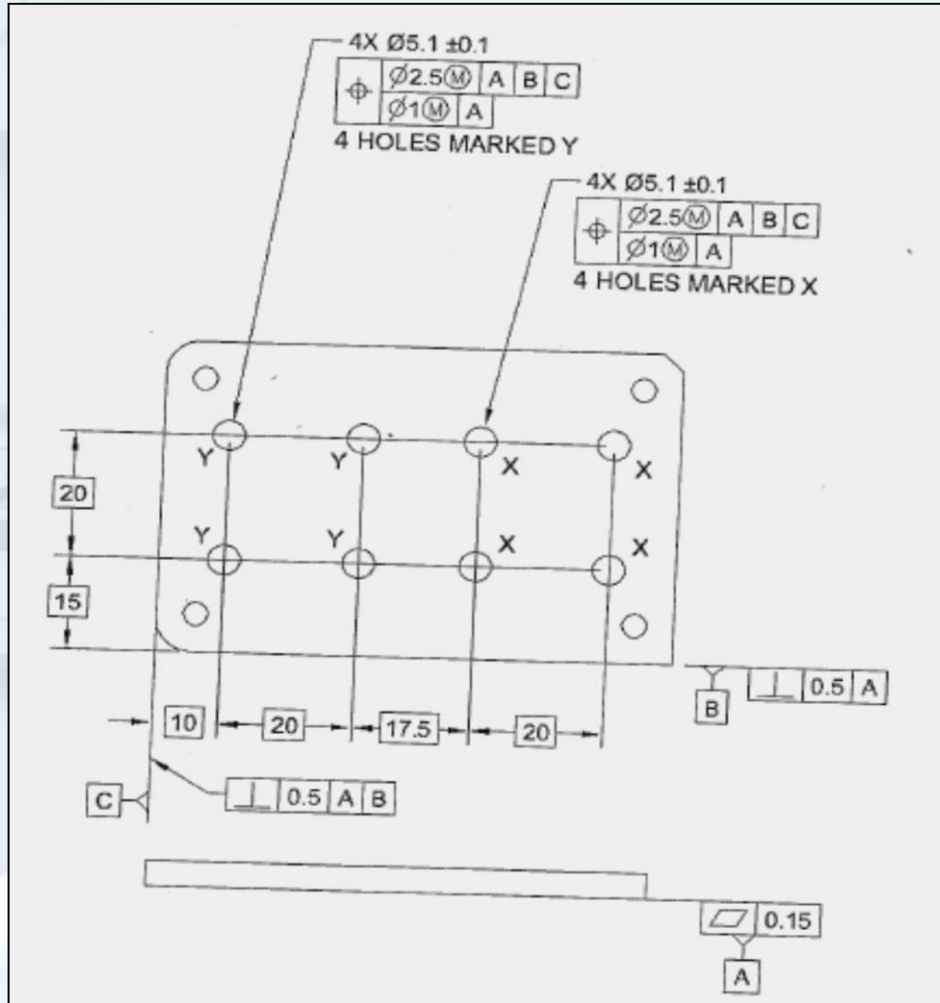 4X Ø5.1 ±0.1
⌖ Ø2.5Ⓜ A B C
Ø1Ⓜ A
4 HOLES MARKED Y
4X Ø5.1 ±0.1
⌖ Ø2.5Ⓜ A B C
Ø1Ⓜ A
4 HOLES MARKED X
Y Y X X
20
Y Y X X
15
B ⟂ 0.5 A
10 20 17.5 20
C ⟂ 0.5 A B
⏥ 0.15
A